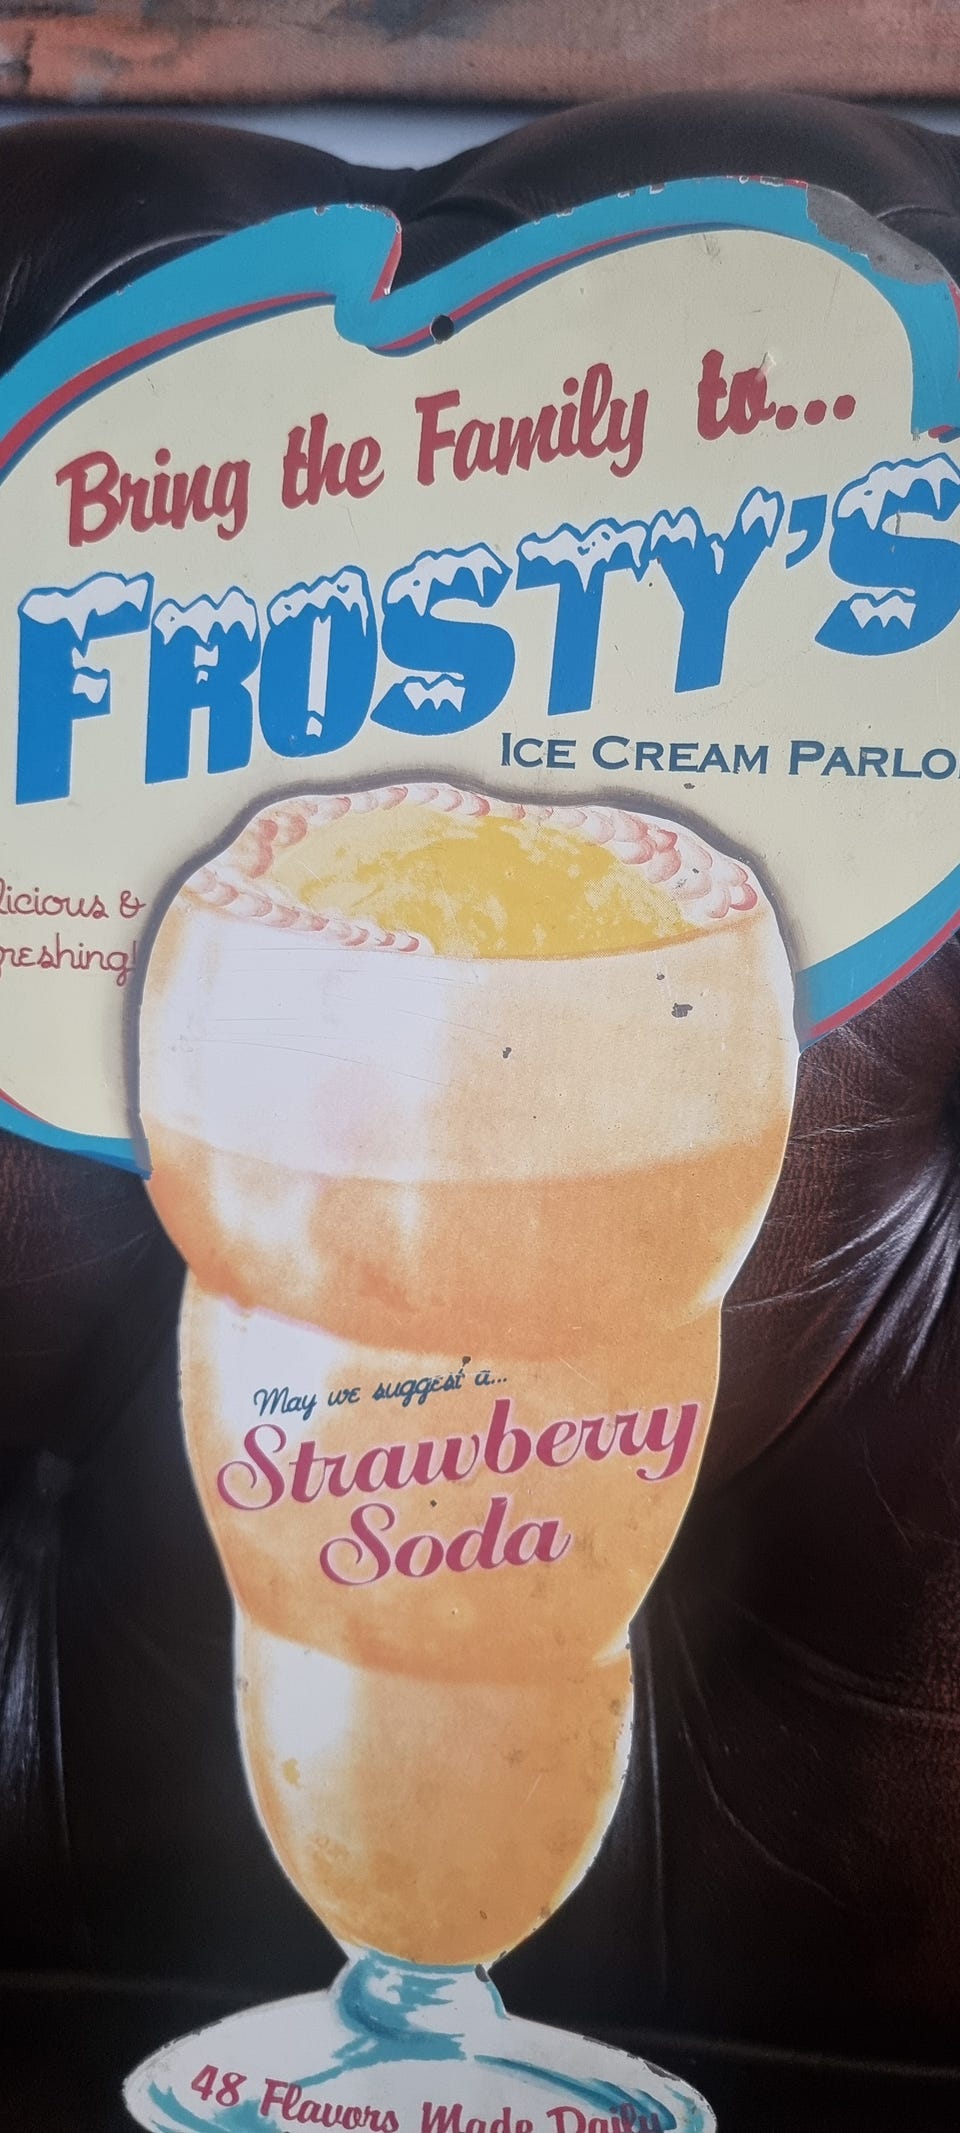 Bring the Family to...
FROSTY'S
ICE CREAM PARLO
licious &
reshing!
May we suggest a...
Strawberry
Soda
48 Flavors Made Daily